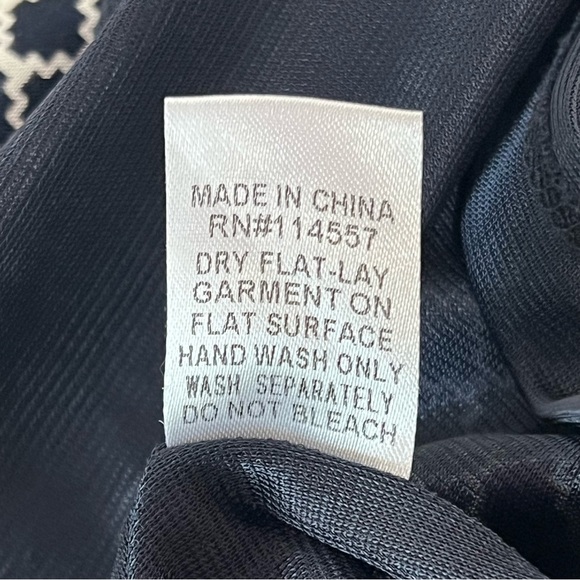 MADE IN CHINA
RN#114557
DRY FLAT-LAY
GARMENT ON
FLAT SURFACE
HAND WASH ONLY
WASH SEPARATELY
DO NOT BLEACH